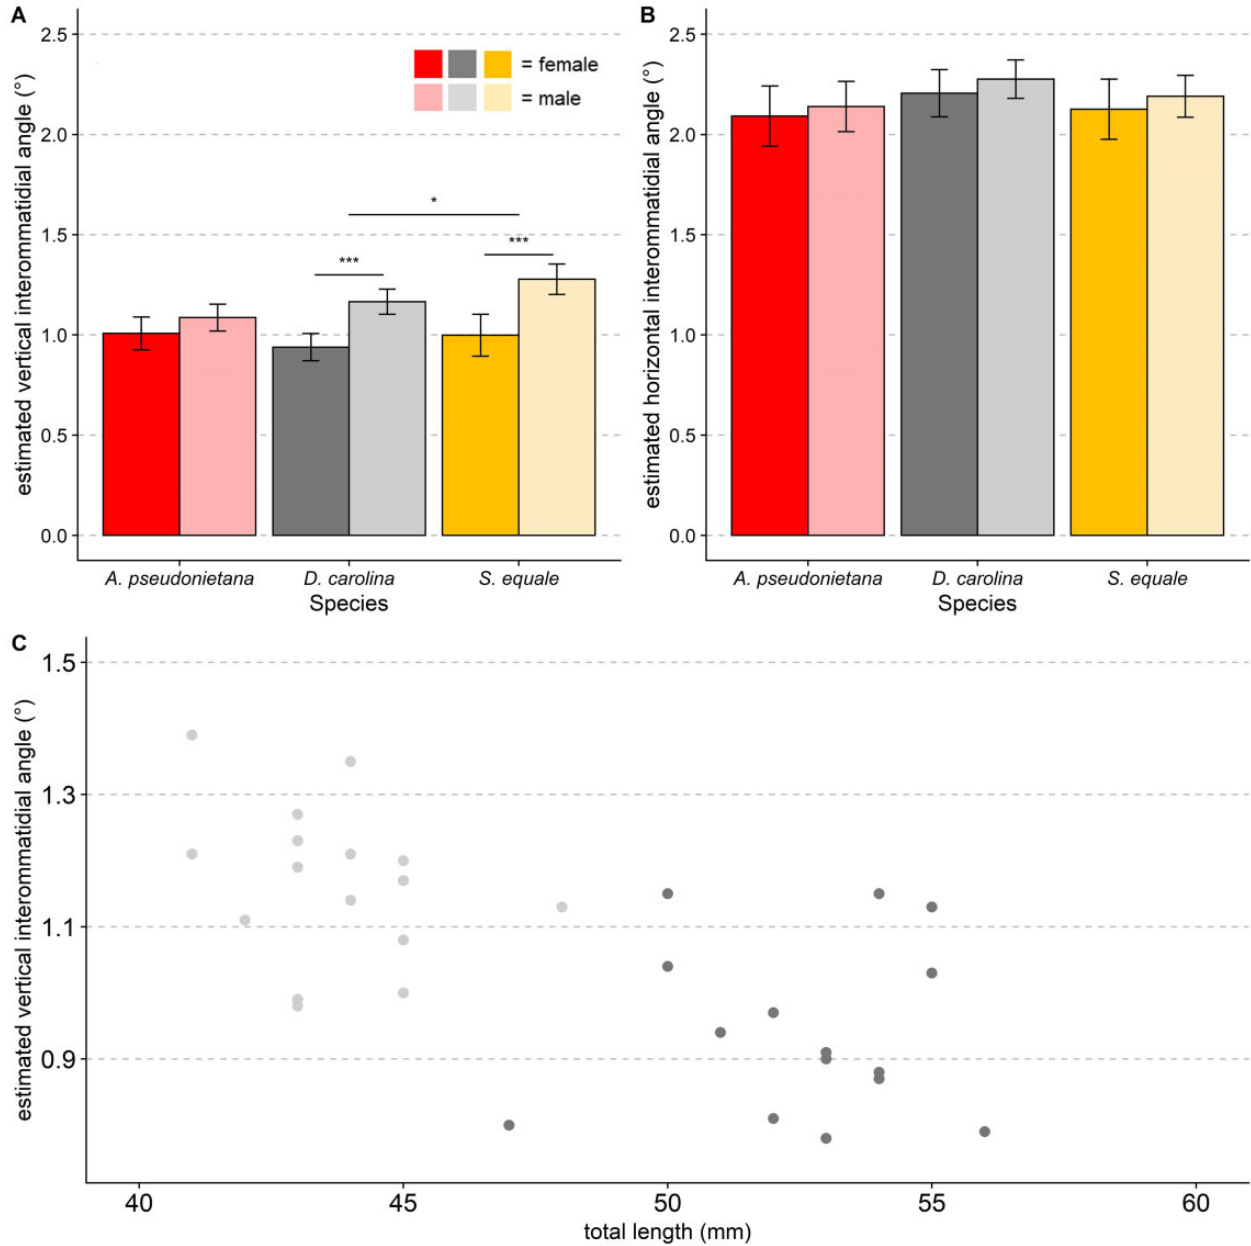 A
estimated vertical interommatidial angle (°)
2.5
2.0
1.5
1.0
0.5
0.0
= female
= male
*
***
***
A. pseudonietana D. carolina S. equale
Species
B
estimated horizontal interommatidial angle (°)
2.5
2.0
1.5
1.0
0.5
0.0
A. pseudonietana D. carolina S. equale
Species
C
estimated vertical interommatidial angle (°)
1.5
1.3
1.1
0.9
40 45 50 55 60
total length (mm)